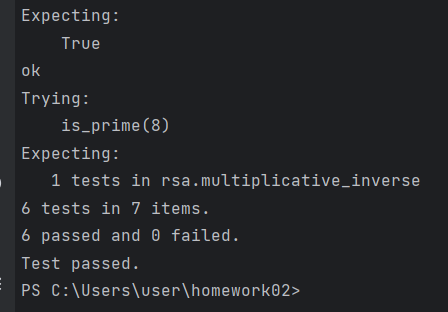 Expecting:
    True
ok
Trying:
    is_prime(8)
Expecting:
   1 tests in rsa.multiplicative_inverse
6 tests in 7 items.
6 passed and 0 failed.
Test passed.
PS C:\Users\user\homework02>